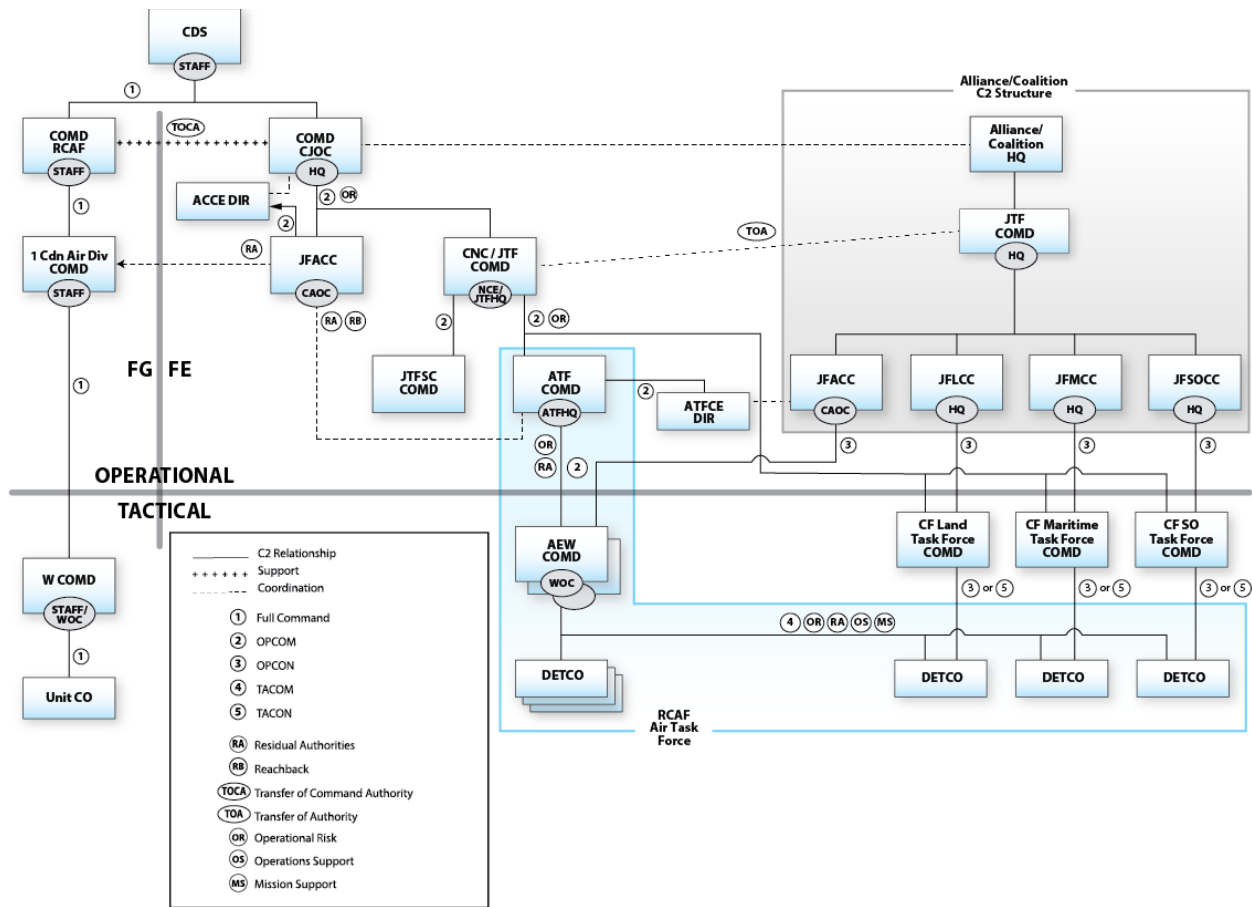 CDS
STAFF
1
Alliance/Coalition
C2 Structure
COMD
RCAF
STAFF
TOCA
COMD
CJOC
HQ
Alliance/
Coalition
HQ
1
ACCE DIR
2
2 OR
1 Cdn Air Div
COMD
STAFF
RA
JFACC
CAOC
CNC / JTF
COMD
NCE/
JTFHQ
TOA
JTF
COMD
HQ
RA RB
2
2 OR
1
FG FE
JTFSC
COMD
ATF
COMD
ATFHQ
2
ATFCE
DIR
JFACC
CAOC
JFLCC
HQ
JFMCC
HQ
JFSOCC
HQ
OR
RA 2
3
3
3
3
OPERATIONAL
TACTICAL
W COMD
STAFF/
WOC
1
Unit CO
AEW
COMD
WOC
CF Land
Task Force
COMD
CF Maritime
Task Force
COMD
CF SO
Task Force
COMD
3 or 5
3 or 5
3 or 5
4 OR RA OS MS
DETCO
DETCO
DETCO
DETCO
RCAF
Air Task
Force
C2 Relationship
Support
Coordination
1 Full Command
2 OPCOM
3 OPCON
4 TACOM
5 TACON
RA Residual Authorities
RB Reachback
TOCA Transfer of Command Authority
TOA Transfer of Authority
OR Operational Risk
OS Operations Support
MS Mission Support